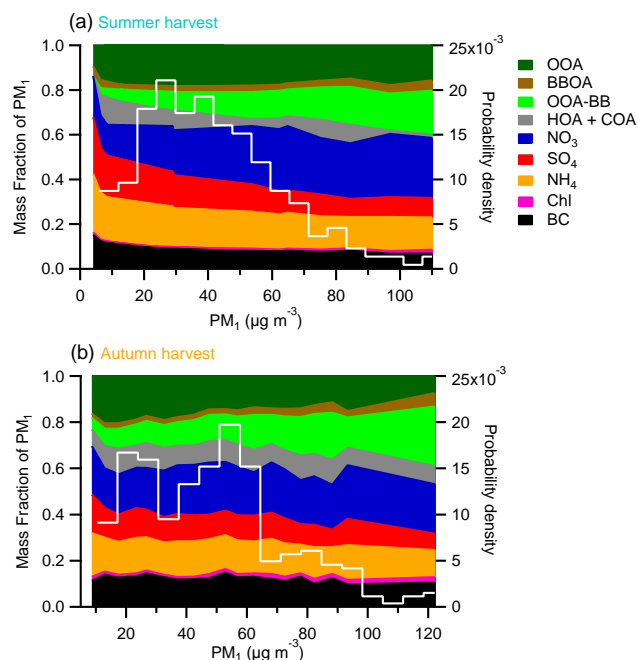 (a) Summer harvest
Mass Fraction of PM1
1.0
0.8
0.6
0.4
0.2
0.0
25x10-3
20
15
10
5
0
Probability density
0 20 40 60 80 100
PM1 (µg m-3)
OOA
BBOA
OOA-BB
HOA + COA
NO3
SO4
NH4
Chl
BC
(b) Autumn harvest
Mass Fraction of PM1
1.0
0.8
0.6
0.4
0.2
0.0
25x10-3
20
15
10
5
0
Probability density
20 40 60 80 100 120
PM1 (µg m-3)